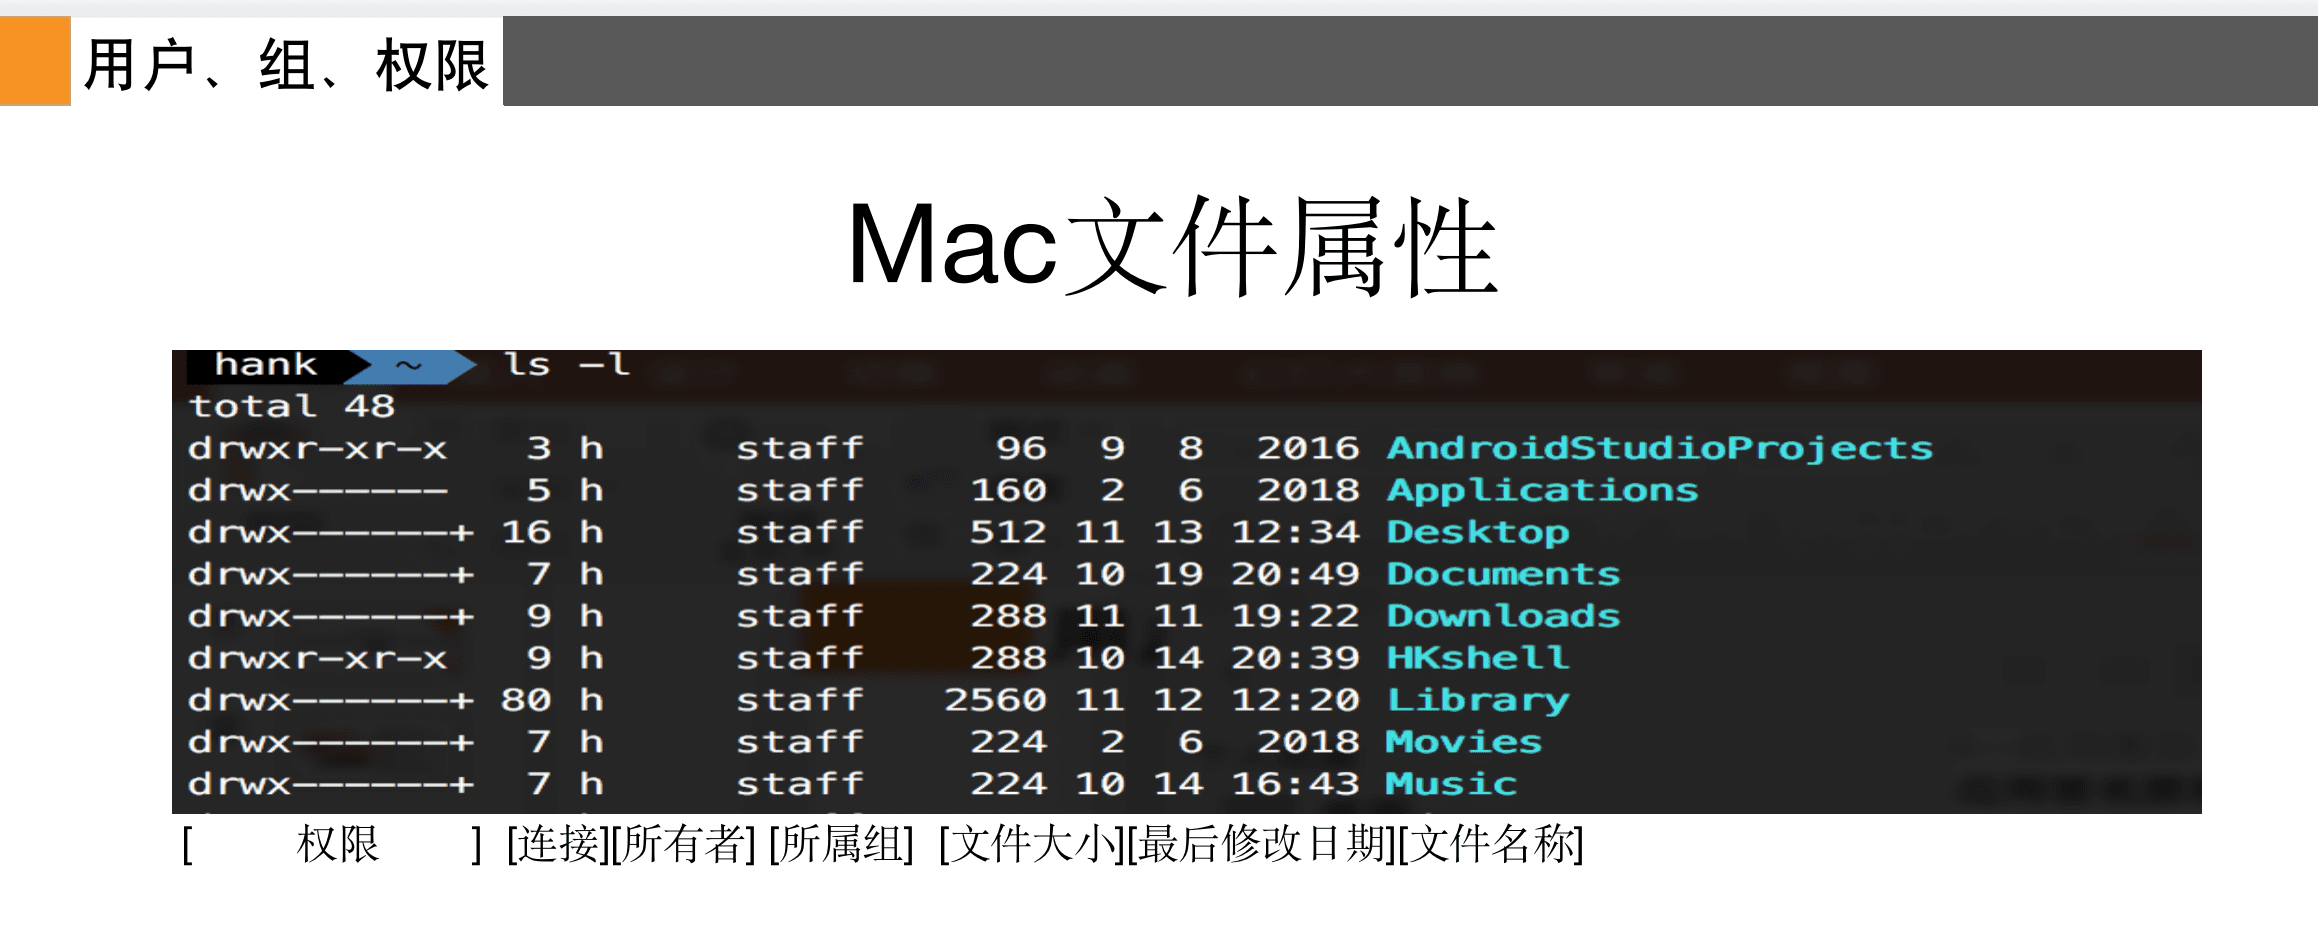 用户、组、权限
Mac文件属性
hank ~ ls -l
total 48
drwxr-xr-x 3 h staff 96 9 8 2016 AndroidStudioProjects
drwx------ 5 h staff 160 2 6 2018 Applications
drwx------+ 16 h staff 512 11 13 12:34 Desktop
drwx------+ 7 h staff 224 10 19 20:49 Documents
drwx------+ 9 h staff 288 11 11 19:22 Downloads
drwxr-xr-x 9 h staff 288 10 14 20:39 HKshell
drwx------+ 80 h staff 2560 11 12 12:20 Library
drwx------+ 7 h staff 224 2 6 2018 Movies
drwx------+ 7 h staff 224 10 14 16:43 Music
[ 权限 ] [连接][所有者] [所属组] [文件大小][最后修改日期][文件名称]